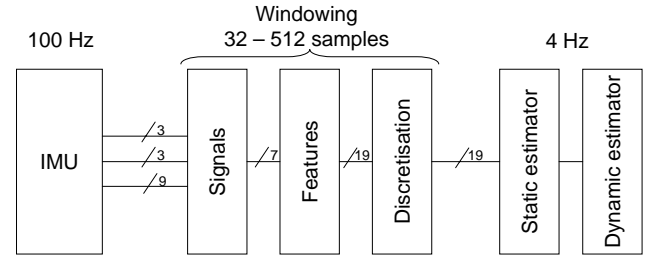 Windowing
100 Hz
32 – 512 samples
4 Hz
IMU
3
3
9
Signals
7
Features
19
Discretisation
19
Static estimator
Dynamic estimator